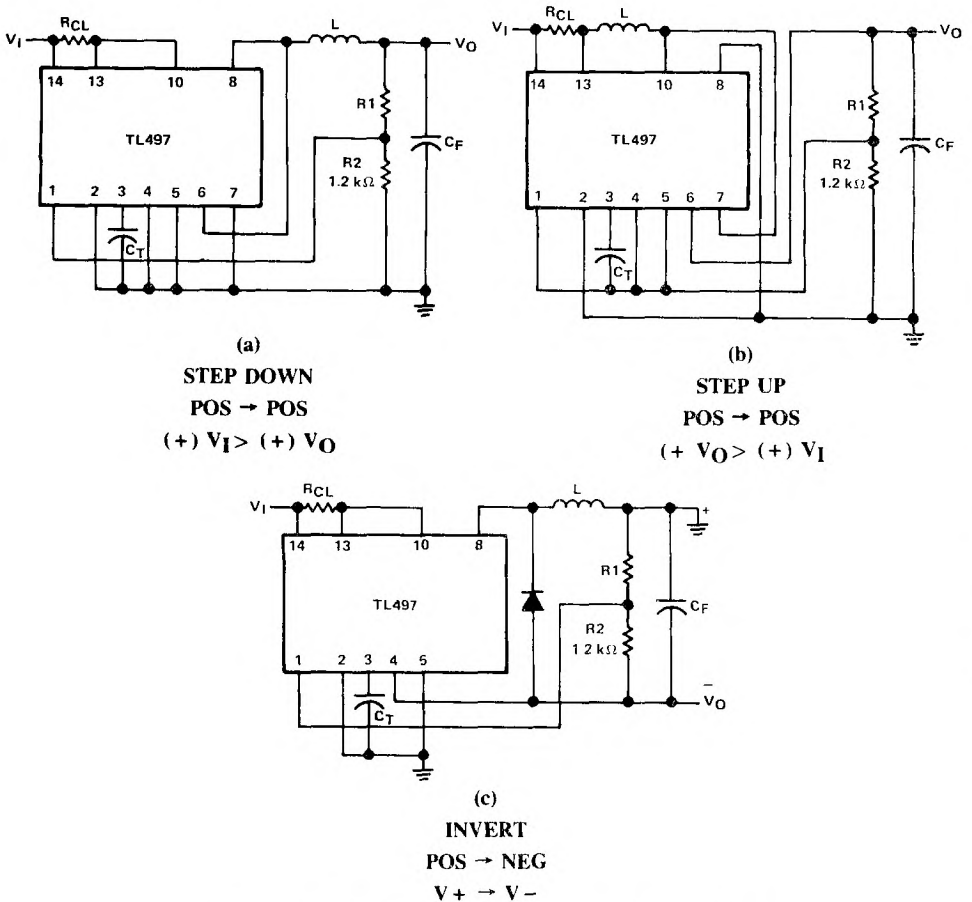 VI RCL L VO
14 13 10 8
R1
TL497
CF
R2
1.2 kΩ
1 2 3 4 5 6 7
CT
(a)
STEP DOWN
POS → POS
(+) VI > (+) VO
VI RCL L VO
14 13 10 8
R1
TL497
CF
R2
1.2 kΩ
1 2 3 4 5 6 7
CT
(b)
STEP UP
POS → POS
(+ VO > (+) VI
VI RCL L +
14 13 10 8
R1
TL497
CF
R2
1 2 kΩ
1 2 3 4 5
CT
V̅O
(c)
INVERT
POS → NEG
V + → V −